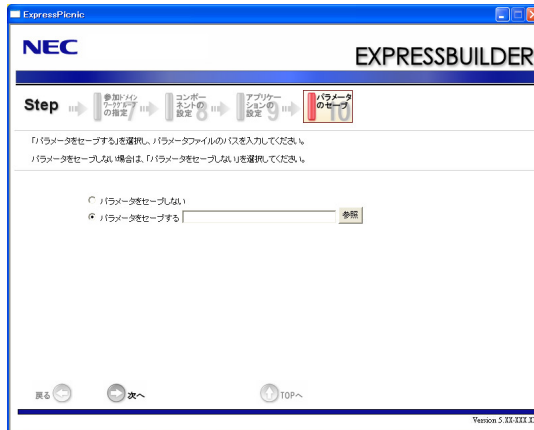 ExpressPicnic
NEC
EXPRESSBUILDER
Step
参加ドメイン
ワークグループ
の指定 7
コンポー
ネントの
設定 8
アプリケー
ションの
設定 9
パラメータ
のセーブ 10
「パラメータをセーブする」を選択し、パラメータファイルのパスを入力してください。
パラメータをセーブしない場合は、「パラメータをセーブしない」を選択してください。
パラメータをセーブしない
パラメータをセーブする 参照
戻る 次へ TOPへ
Version 5.XX-XXX.XX